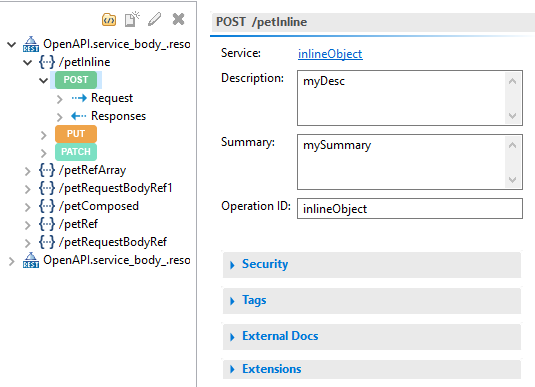 OpenAPI.service_body_.reso
/petInline
POST
Request
Responses
PUT
PATCH
/petRefArray
/petRequestBodyRef1
/petComposed
/petRef
/petRequestBodyRef
OpenAPI.service_body_.reso
POST /petInline
Service: inlineObject
Description: myDesc
Summary: mySummary
Operation ID: inlineObject
Security
Tags
External Docs
Extensions